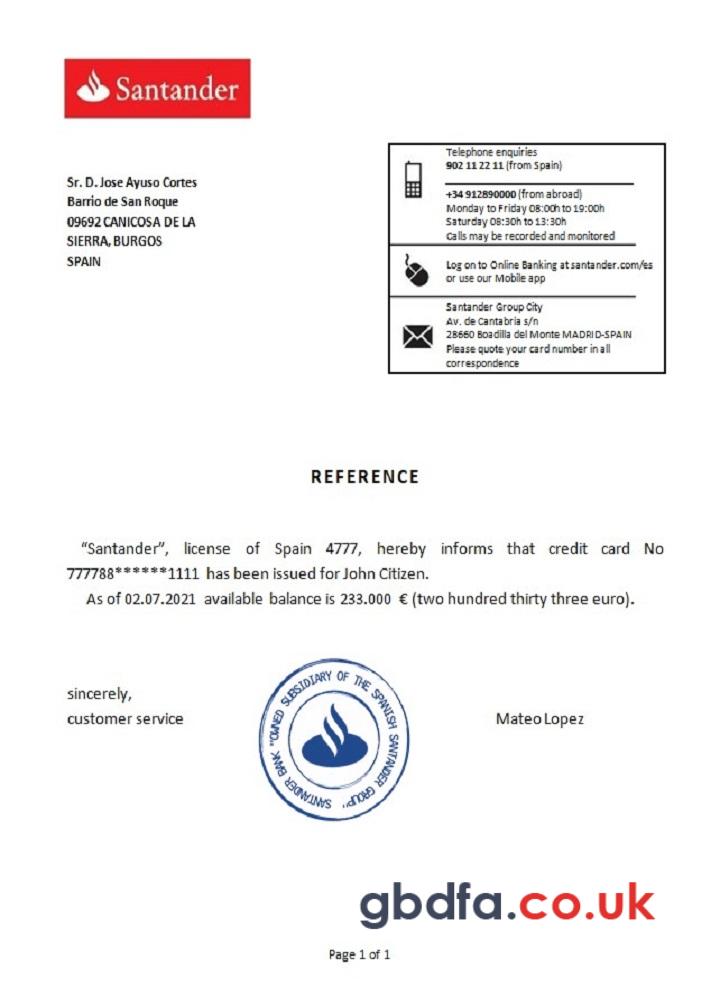 Santander
Sr. D. Jose Ayuso Cortes
Barrio de San Roque
09692 CANICOSA DE LA
SIERRA, BURGOS
SPAIN
Telephone enquiries
902 11 22 11 (from Spain)
+34 912890000 (from abroad)
Monday to Friday 08:00h to 19:00h
Saturday 08:30h to 13:30h
Calls may be recorded and monitored
Log on to Online Banking at santander.com/es
or use our Mobile app
Santander Group City
Av. de Cantabria s/n
28660 Boadilla del Monte MADRID-SPAIN
Please quote your card number in all
correspondence
REFERENCE
“Santander”, license of Spain 4777, hereby informs that credit card No
777788******1111 has been issued for John Citizen.
As of 02.07.2021 available balance is 233.000 € (two hundred thirty three euro).
sincerely,
customer service
SANTANDER BANK "OWNED SUBSIDIARY OF THE SPANISH SANTANDER GROUP"
Mateo Lopez
gbdfa.co.uk
Page 1 of 1